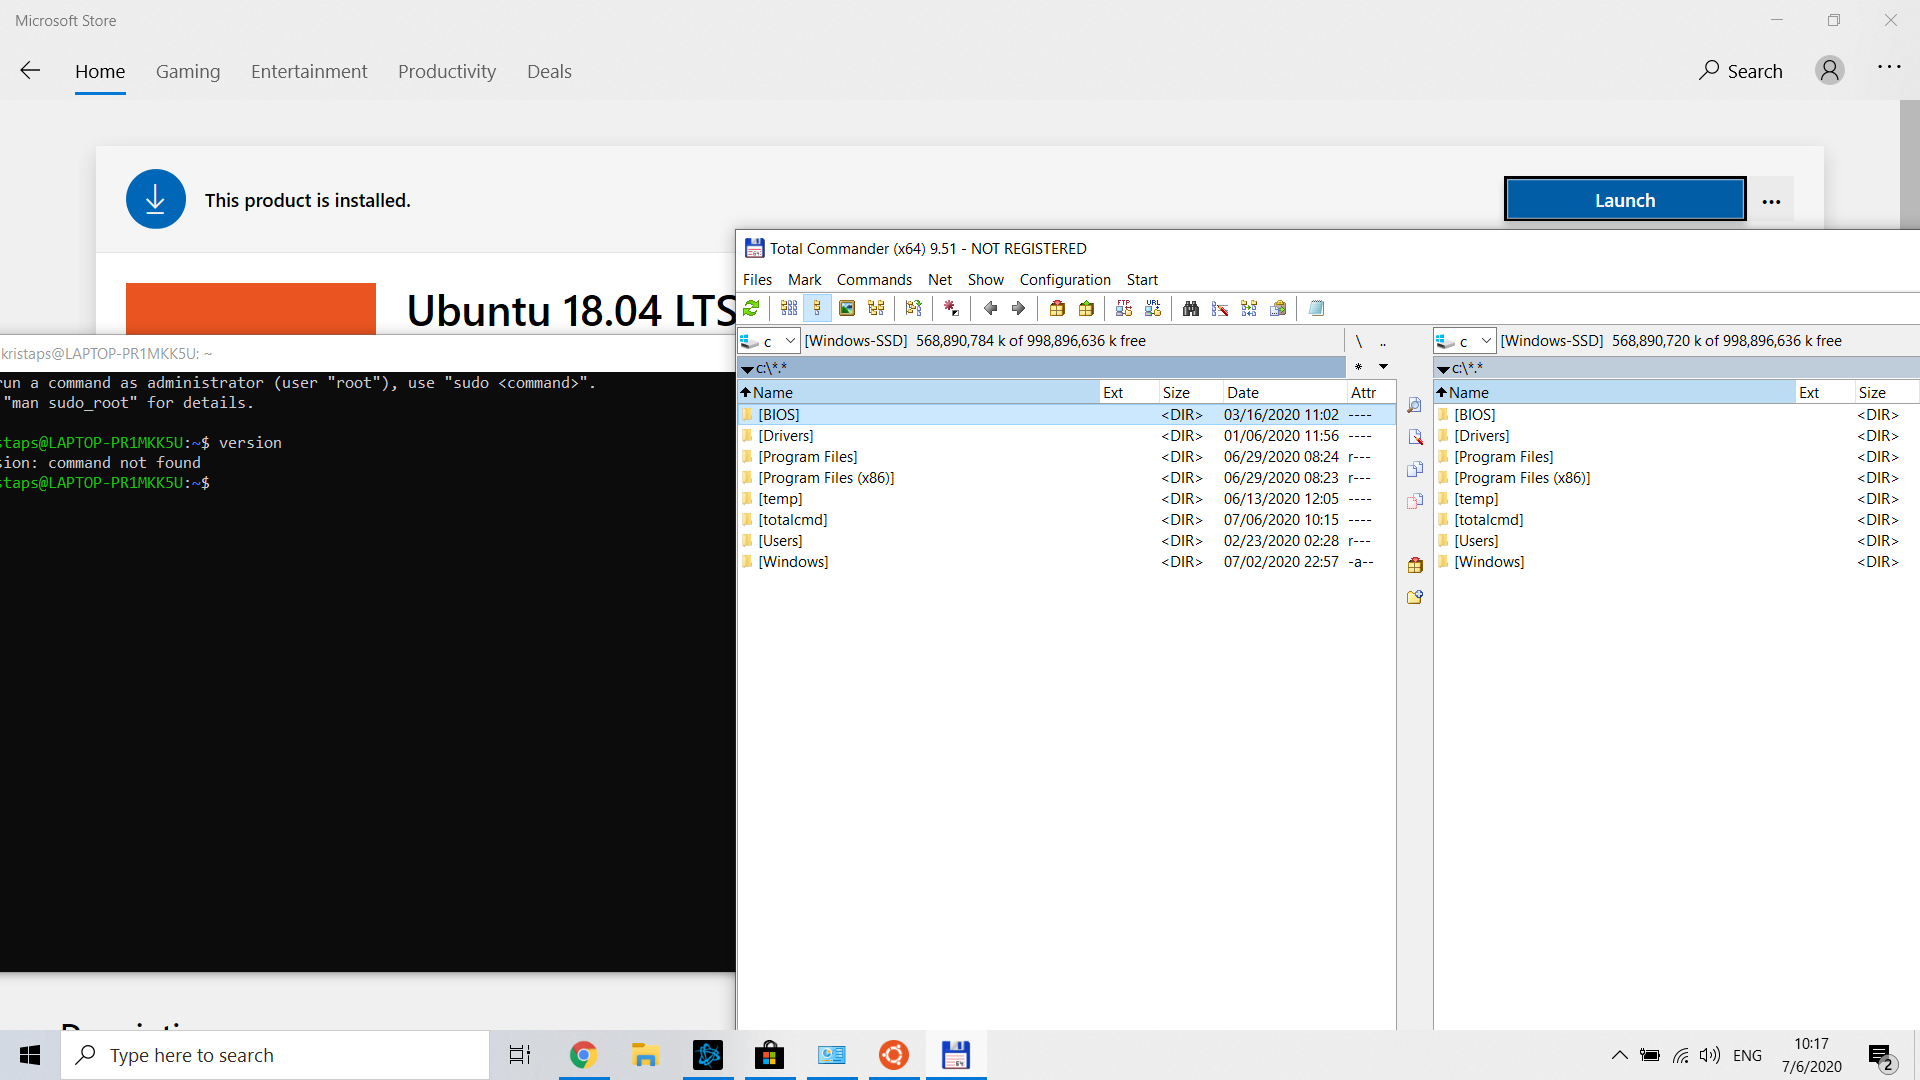 Microsoft Store
Home Gaming Entertainment Productivity Deals Search
This product is installed. Launch
Ubuntu 18.04 LTS
kristaps@LAPTOP-PR1MKK5U: ~
run a command as administrator (user "root"), use "sudo <command>".
"man sudo_root" for details.
staps@LAPTOP-PR1MKK5U:~$ version
sion: command not found
staps@LAPTOP-PR1MKK5U:~$
Total Commander (x64) 9.51 - NOT REGISTERED
Files Mark Commands Net Show Configuration Start
FTP URL
c [Windows-SSD] 568,890,784 k of 998,896,636 k free \ ..
c:\*.* *
Name Ext Size Date Attr
[BIOS] <DIR> 03/16/2020 11:02 ----
[Drivers] <DIR> 01/06/2020 11:56 ----
[Program Files] <DIR> 06/29/2020 08:24 r---
[Program Files (x86)] <DIR> 06/29/2020 08:23 r---
[temp] <DIR> 06/13/2020 12:05 ----
[totalcmd] <DIR> 07/06/2020 10:15 ----
[Users] <DIR> 02/23/2020 02:28 r---
[Windows] <DIR> 07/02/2020 22:57 -a--
c [Windows-SSD] 568,890,720 k of 998,896,636 k free
c:\*.*
Name Ext Size
[BIOS] <DIR>
[Drivers] <DIR>
[Program Files] <DIR>
[Program Files (x86)] <DIR>
[temp] <DIR>
[totalcmd] <DIR>
[Users] <DIR>
[Windows] <DIR>
Type here to search
ENG
10:17
7/6/2020
2